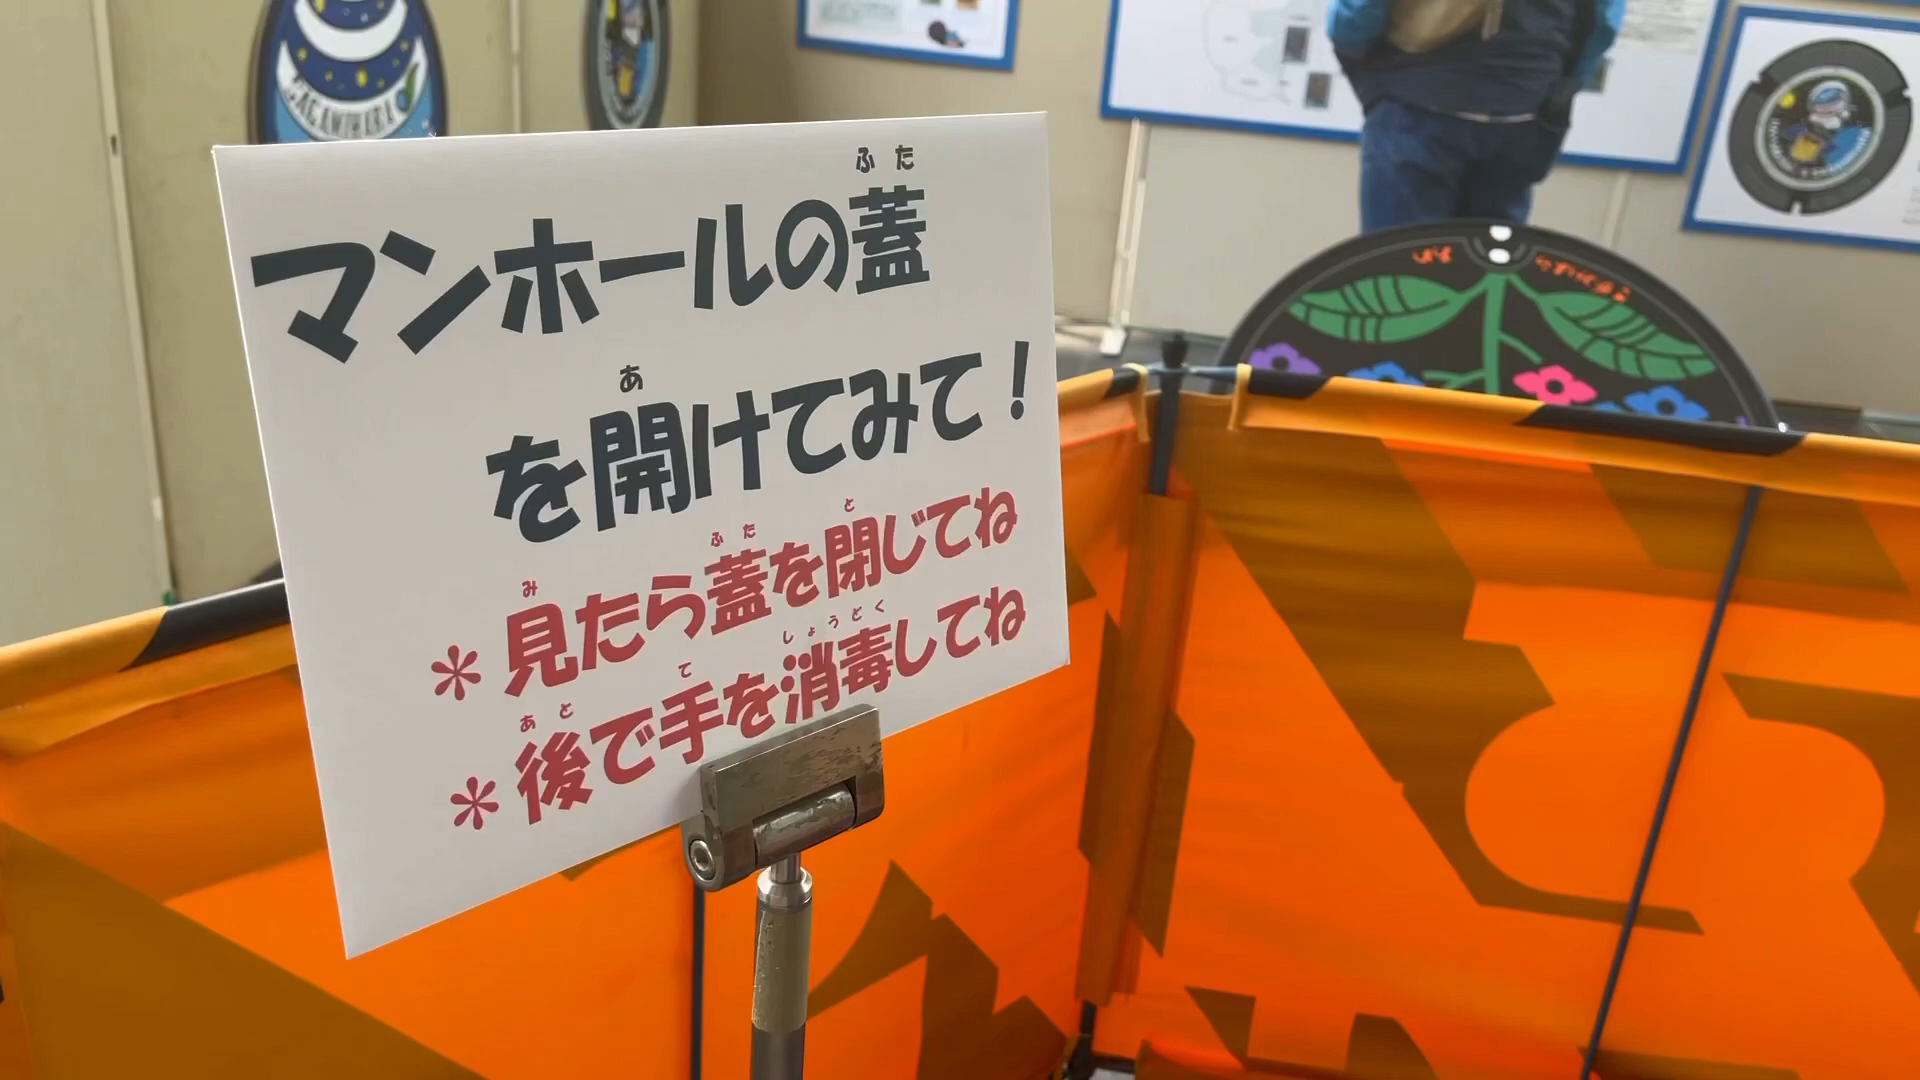 SAGAMIHARA
マンホールの蓋
ふた
を開けてみて！
あ
＊見たら蓋を閉じてね
み ふた と
＊後で手を消毒してね
あと て しょうどく